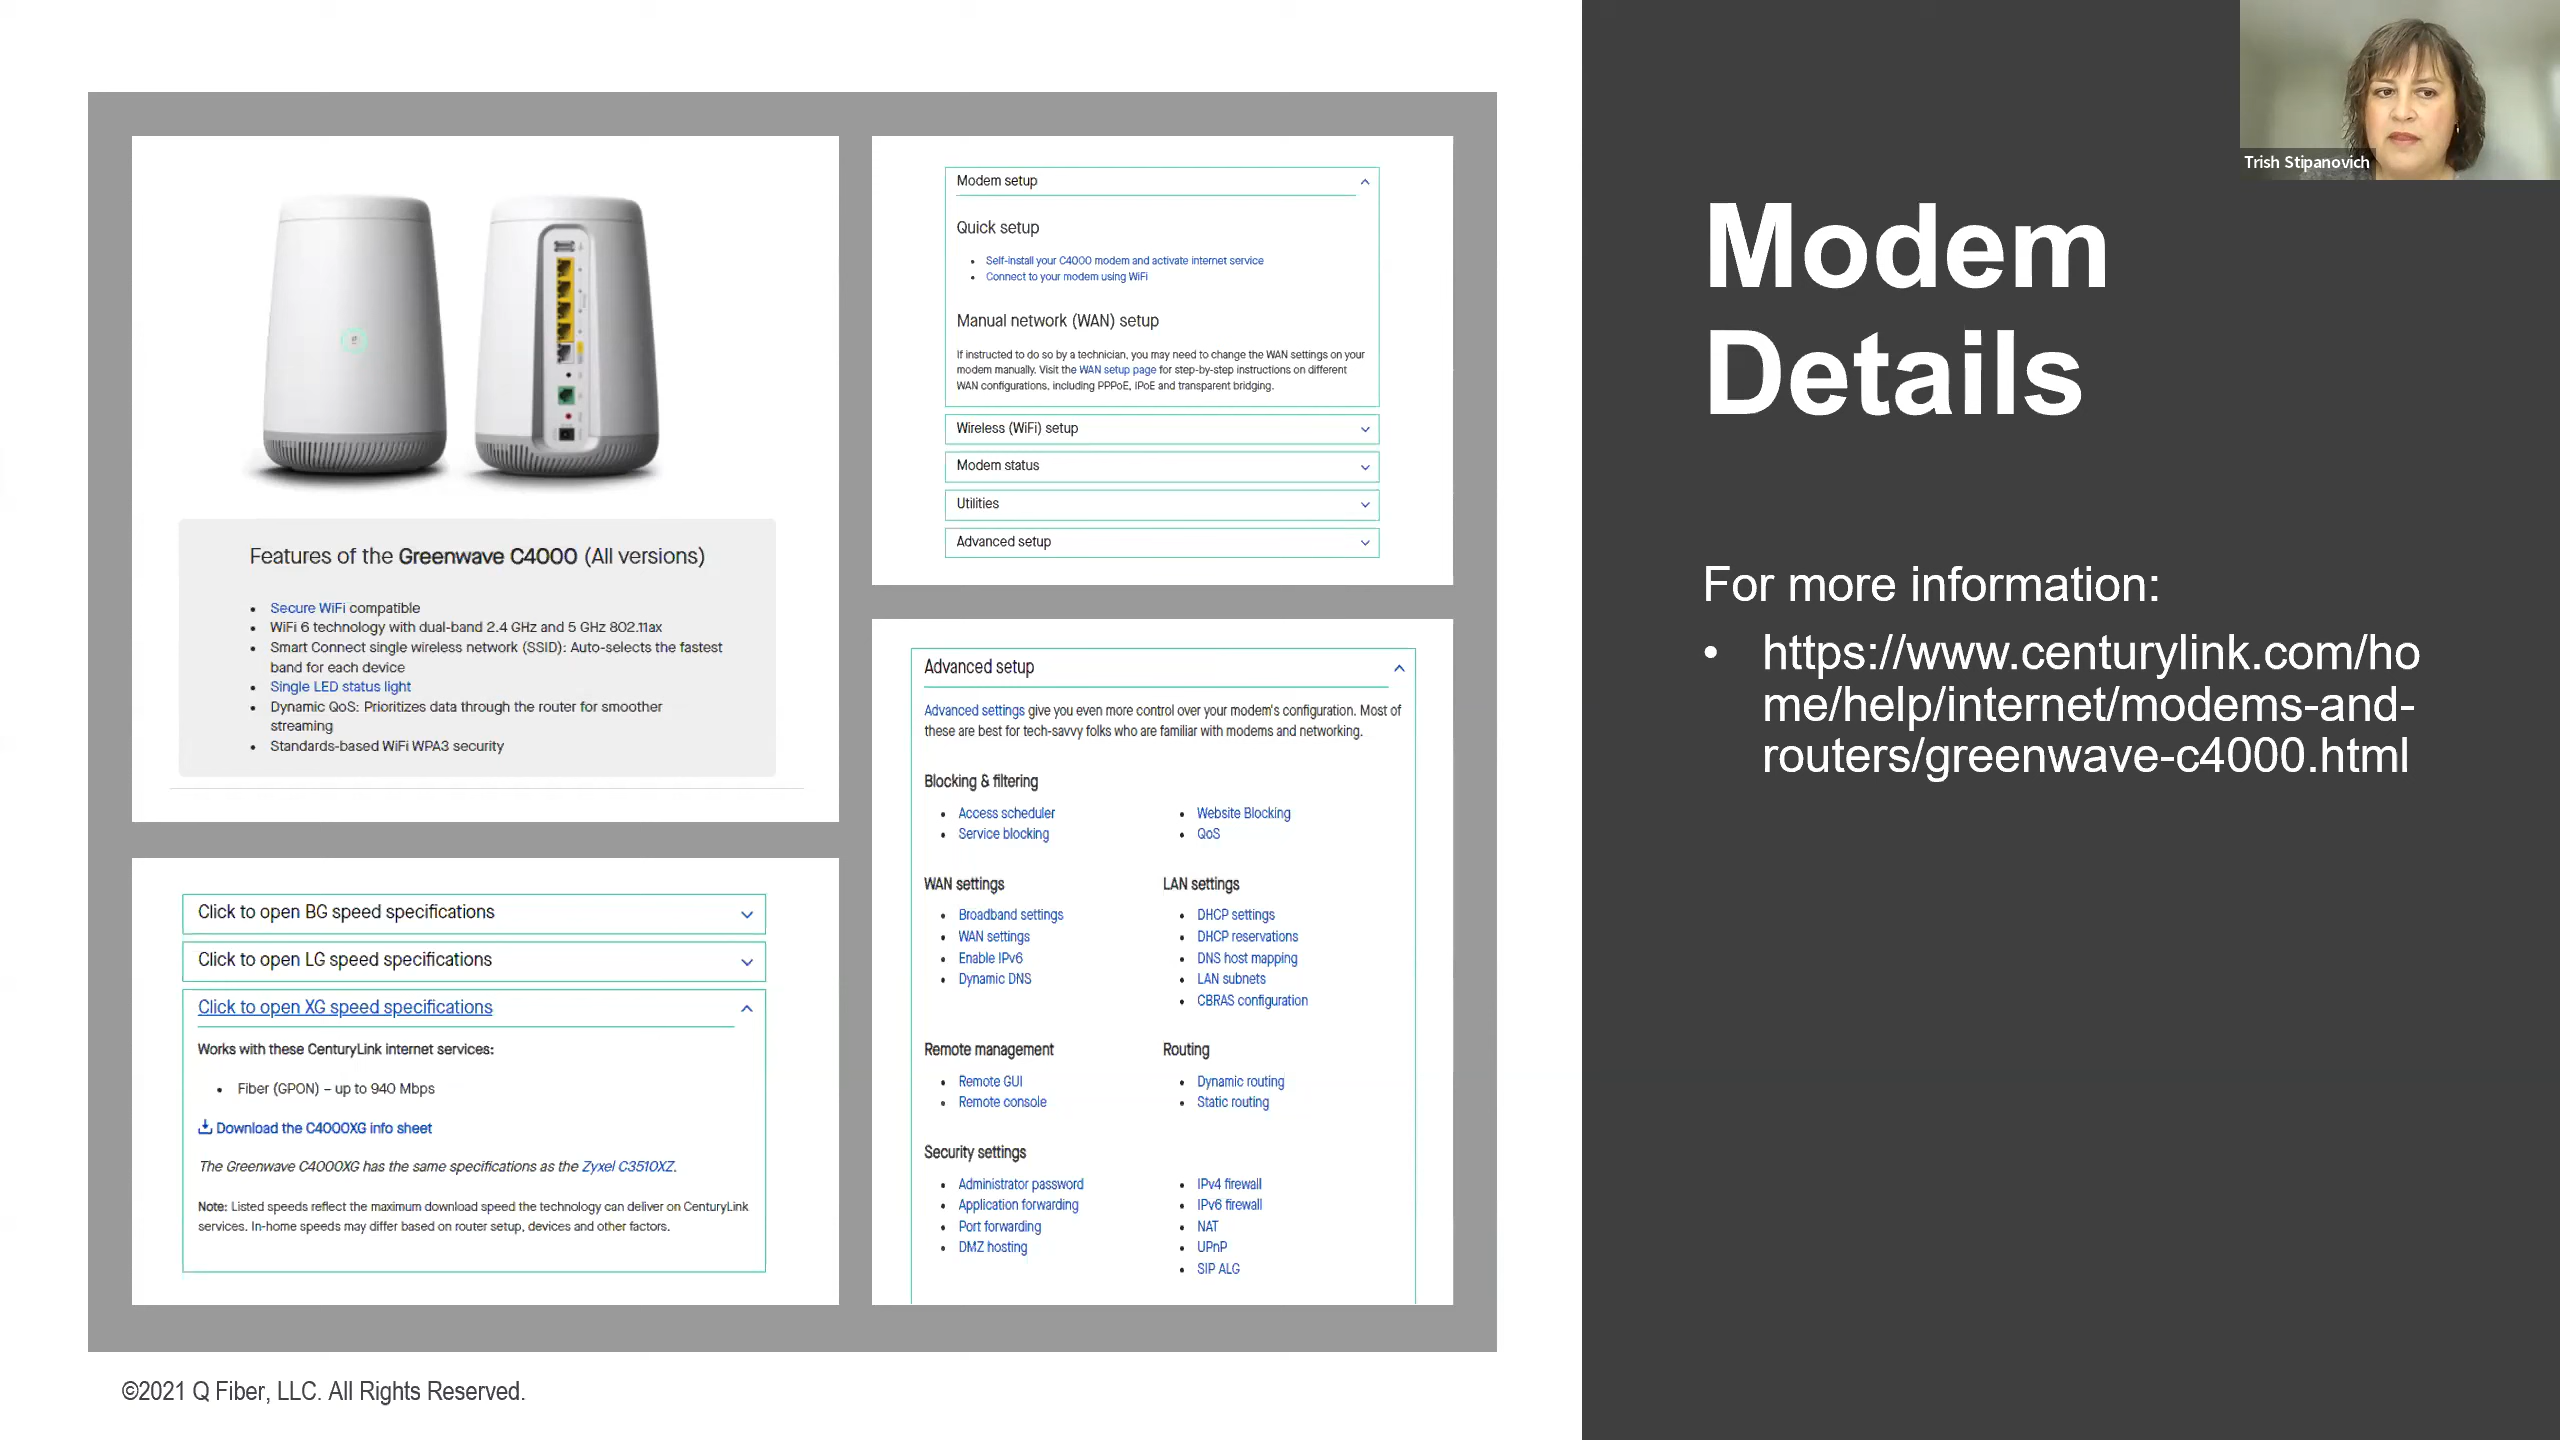 Features of the Greenwave C4000 (All versions)
• Secure WiFi compatible
• WiFi 6 technology with dual-band 2.4 GHz and 5 GHz 802.11ax
• Smart Connect single wireless network (SSID): Auto-selects the fastest
band for each device
• Single LED status light
• Dynamic QoS: Prioritizes data through the router for smoother
streaming
• Standards-based WiFi WPA3 security
Click to open BG speed specifications
Click to open LG speed specifications
Click to open XG speed specifications
Works with these CenturyLink internet services:
• Fiber (GPON) – up to 940 Mbps
Download the C4000XG info sheet
The Greenwave C4000XG has the same specifications as the Zyxel C3510XZ.
Note: Listed speeds reflect the maximum download speed the technology can deliver on CenturyLink
services. In-home speeds may differ based on router setup, devices and other factors.
Modem setup
Quick setup
• Self-install your C4000 modem and activate internet service
• Connect to your modem using WiFi
Manual network (WAN) setup
If instructed to do so by a technician, you may need to change the WAN settings on your
modem manually. Visit the WAN setup page for step-by-step instructions on different
WAN configurations, including PPPoE, IPoE and transparent bridging.
Wireless (WiFi) setup
Modem status
Utilities
Advanced setup
Advanced setup
Advanced settings give you even more control over your modem's configuration. Most of
these are best for tech-savvy folks who are familiar with modems and networking.
Blocking & filtering
• Access scheduler
• Service blocking
• Website Blocking
• QoS
WAN settings
• Broadband settings
• WAN settings
• Enable IPv6
• Dynamic DNS
LAN settings
• DHCP settings
• DHCP reservations
• DNS host mapping
• LAN subnets
• CBRAS configuration
Remote management
• Remote GUI
• Remote console
Routing
• Dynamic routing
• Static routing
Security settings
• Administrator password
• Application forwarding
• Port forwarding
• DMZ hosting
• IPv4 firewall
• IPv6 firewall
• NAT
• UPnP
• SIP ALG
©2021 Q Fiber, LLC. All Rights Reserved.
Trish Stipanovich
Modem
Details
For more information:
• https://www.centurylink.com/ho
me/help/internet/modems-and-
routers/greenwave-c4000.html